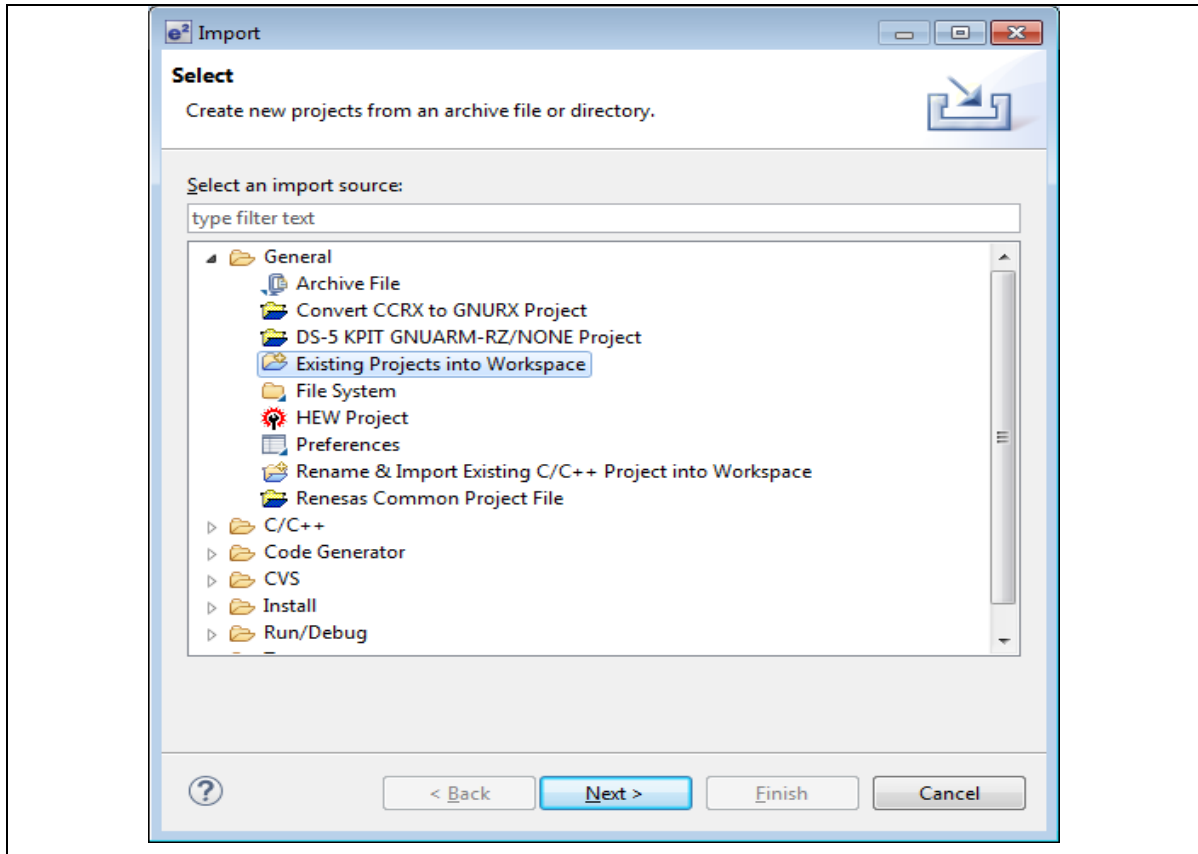 e² Import
Select
Create new projects from an archive file or directory.
Select an import source:
type filter text
General
Archive File
Convert CCRX to GNURX Project
DS-5 KPIT GNUARM-RZ/NONE Project
Existing Projects into Workspace
File System
HEW Project
Preferences
Rename & Import Existing C/C++ Project into Workspace
Renesas Common Project File
C/C++
Code Generator
CVS
Install
Run/Debug
? < Back Next > Finish Cancel